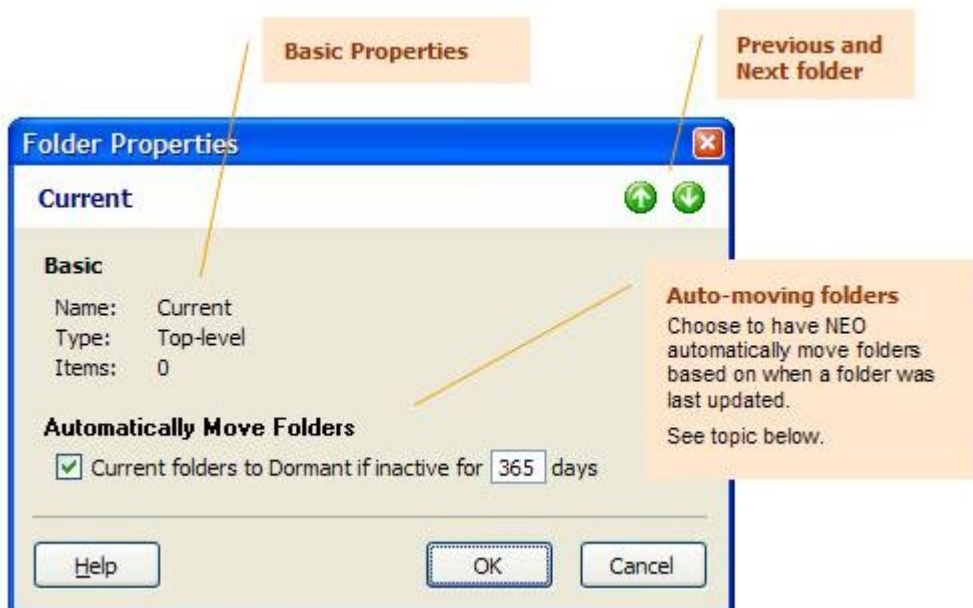 Basic Properties
Previous and
Next folder
Folder Properties
Current
Basic
Name: Current
Type: Top-level
Items: 0
Auto-moving folders
Choose to have NEO
automatically move folders
based on when a folder was
last updated.
See topic below.
Automatically Move Folders
Current folders to Dormant if inactive for 365 days
Help OK Cancel